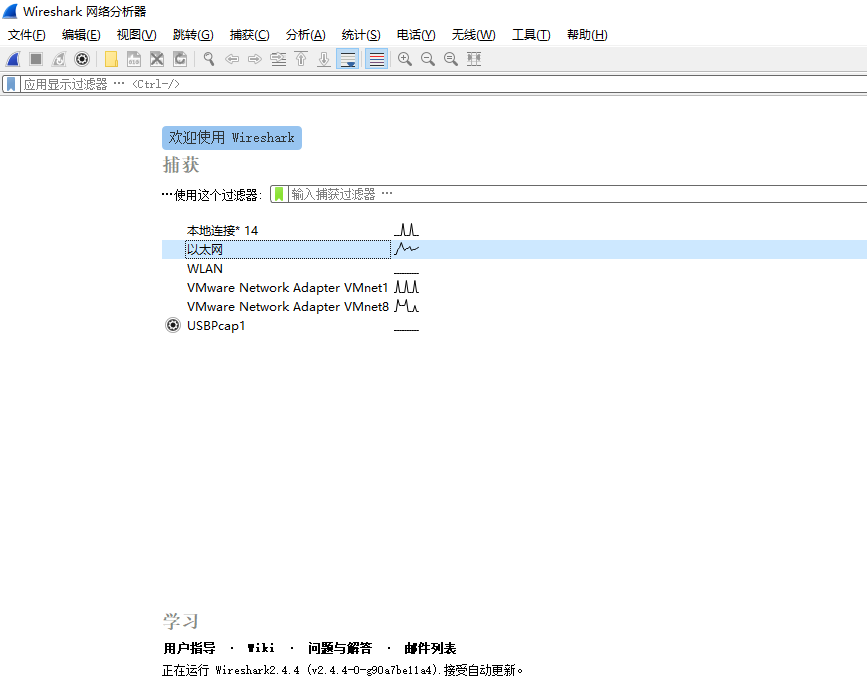 Wireshark 网络分析器
文件(F) 编辑(E) 视图(V) 跳转(G) 捕获(C) 分析(A) 统计(S) 电话(Y) 无线(W) 工具(T) 帮助(H)
应用显示过滤器 … <Ctrl-/>
欢迎使用 Wireshark
捕获
…使用这个过滤器: 输入捕获过滤器 …
本地连接* 14
以太网
WLAN
VMware Network Adapter VMnet1
VMware Network Adapter VMnet8
USBPcap1
学习
用户指导 · Wiki · 问题与解答 · 邮件列表
正在运行 Wireshark2.4.4 (v2.4.4-0-g90a7be11a4).接受自动更新。